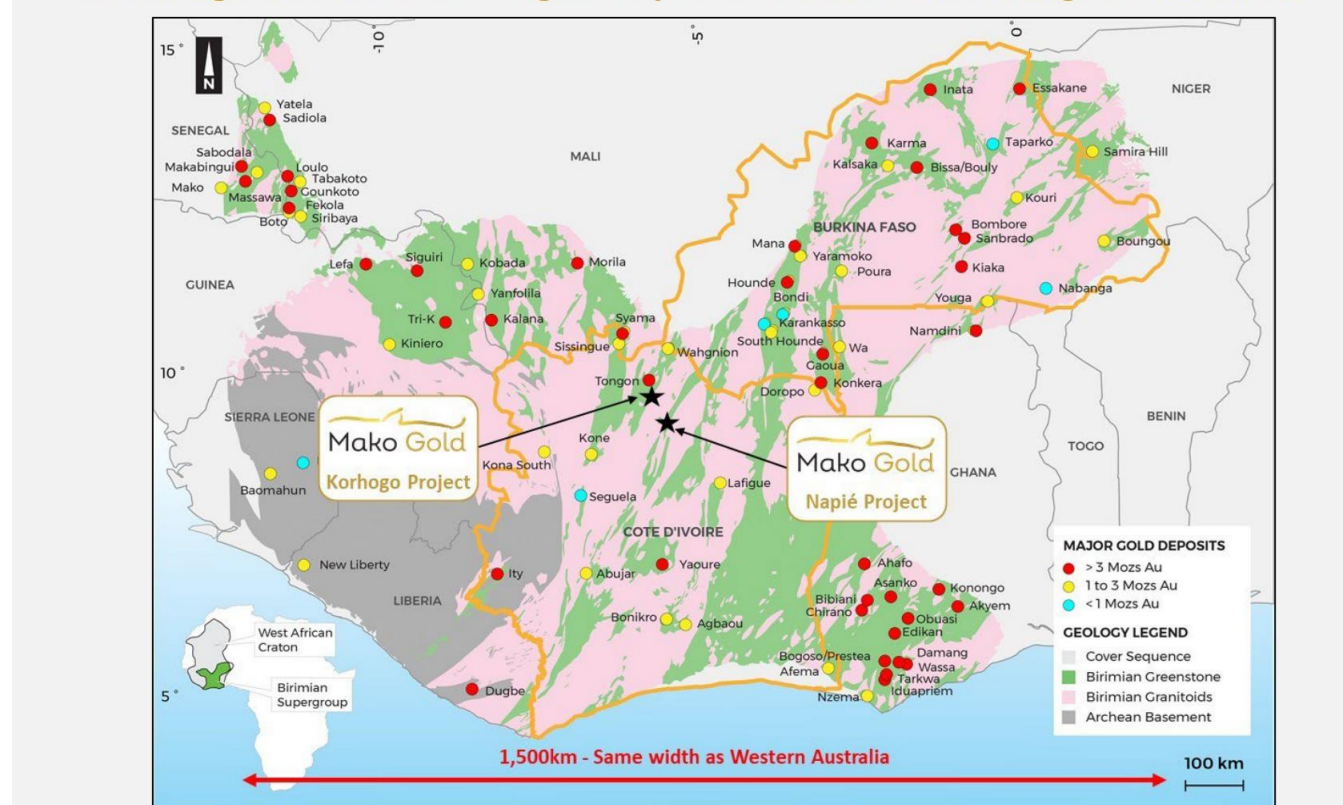 15°
-10°
-5°
0°
N
Yatela
Sadiola
SENEGAL
Sabodala
Makabingui
Loulo
Tabakoto
Mako
Massawa
Gounkoto
Fekola
Boto
Siribaya
MALI
Inata
Essakane
NIGER
Karma
Taparko
Samira Hill
Kalsaka
Bissa/Bouly
Kouri
BURKINA FASO
Bombore
Sanbrado
Boungou
Mana
Yaramoko
Poura
Kiaka
Hounde
Bondi
Nabanga
Youga
Karankasso
South Hounde
Namdini
Wa
Gaoua
Konkera
Doropo
GUINEA
Lefa
Siguiri
Kobada
Morila
Yanfolila
Tri-K
Kalana
Syama
Kiniero
Sissingue
Wahgnion
10°
Tongon
SIERRA LEONE
Mako Gold
Korhogo Project
Kone
Kona South
Mako Gold
Napié Project
GHANA
TOGO
BENIN
Baomahun
Seguela
Lafigue
COTE D'IVOIRE
New Liberty
Ity
Abujar
Yaoure
LIBERIA
Bonikro
Agbaou
Ahafo
Asanko
Konongo
Bibiani
Chirano
Akyem
Obuasi
Edikan
Bogoso/Prestea
Damang
Afema
Wassa
Tarkwa
Iduapriem
Nzema
Dugbe
5°
West African
Craton
Birimian
Supergroup
MAJOR GOLD DEPOSITS
> 3 Mozs Au
1 to 3 Mozs Au
< 1 Mozs Au
GEOLOGY LEGEND
Cover Sequence
Birimian Greenstone
Birimian Granitoids
Archean Basement
1,500km - Same width as Western Australia
100 km